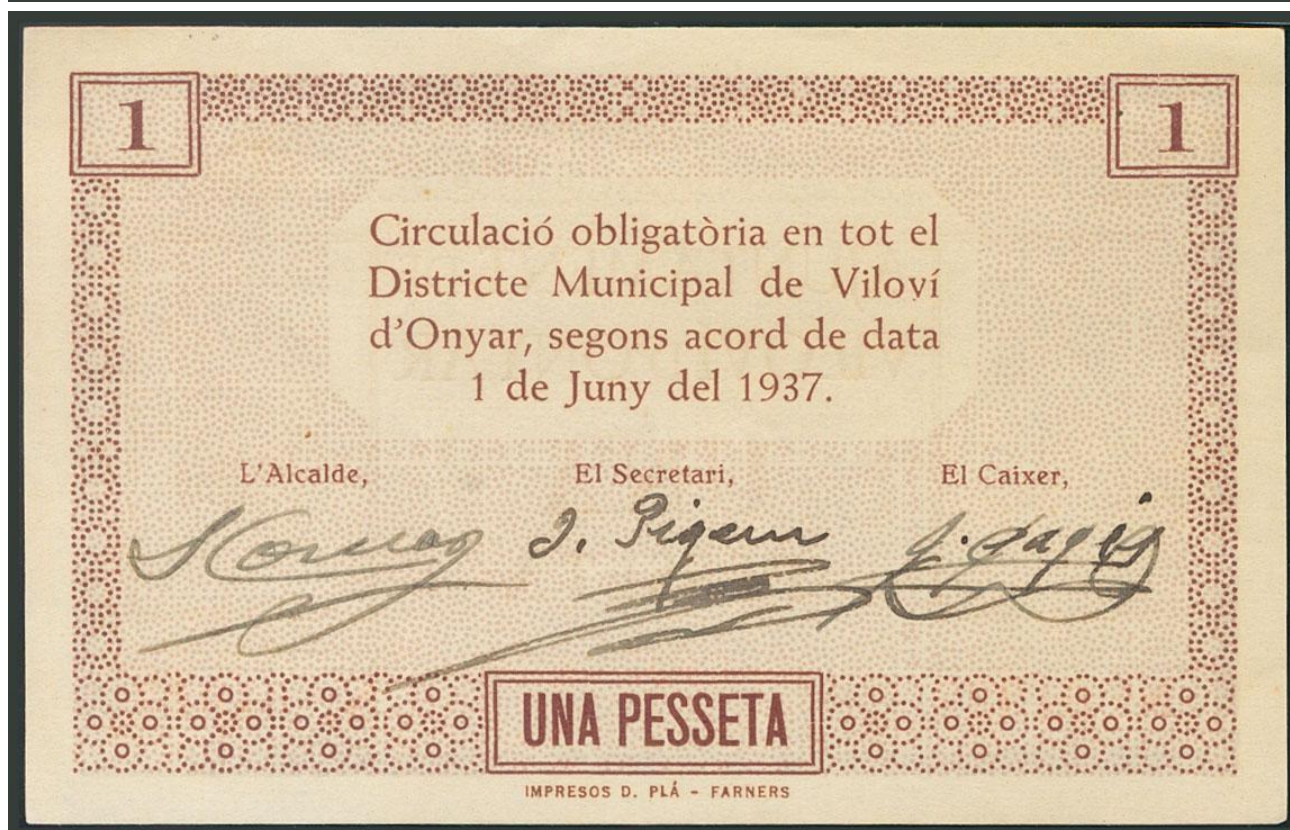 1
1
Circulació obligatòria en tot el
Districte Municipal de Viloví
d'Onyar, segons acord de data
1 de Juny del 1937.
L'Alcalde, El Secretari, El Caixer,
J. Pigem
UNA PESSETA
IMPRESOS D. PLÁ - FARNERS